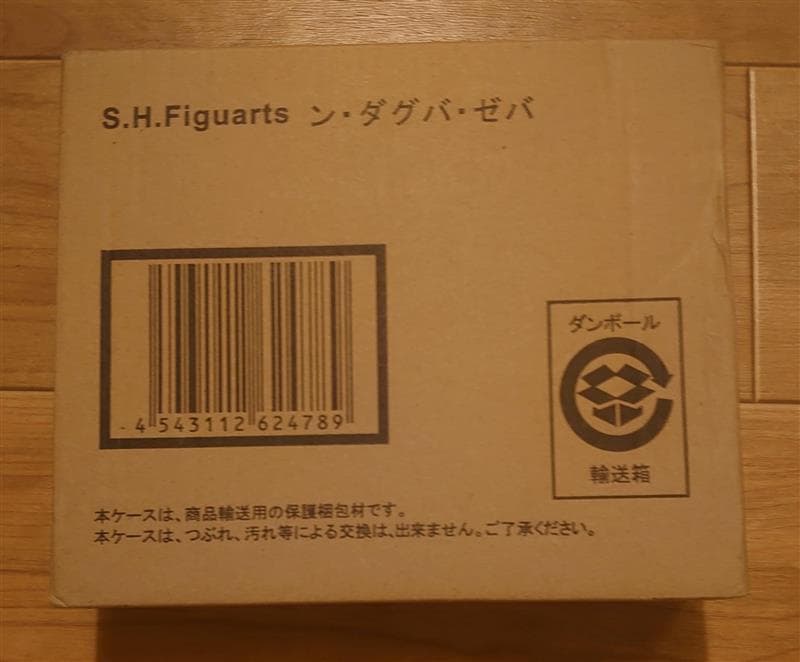 S.H.Figuarts ン・ダグバ・ゼバ
4 543112 624789
ダンボール
輸送箱
本ケースは、商品輸送用の保護梱包材です。
本ケースは、つぶれ、汚れ等による交換は、出来ません。ご了承ください。